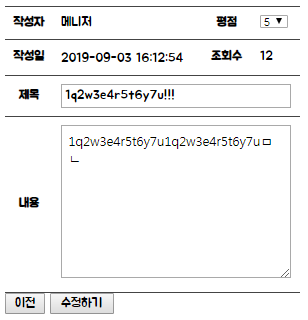 작성자 메니저 평점 5
작성일 2019-09-03 16:12:54 조회수 12
제목 1q2w3e4r5t6y7u!!!
내용 1q2w3e4r5t6y7u1q2w3e4r5t6y7uㅁ
ㄴ
이전 수정하기